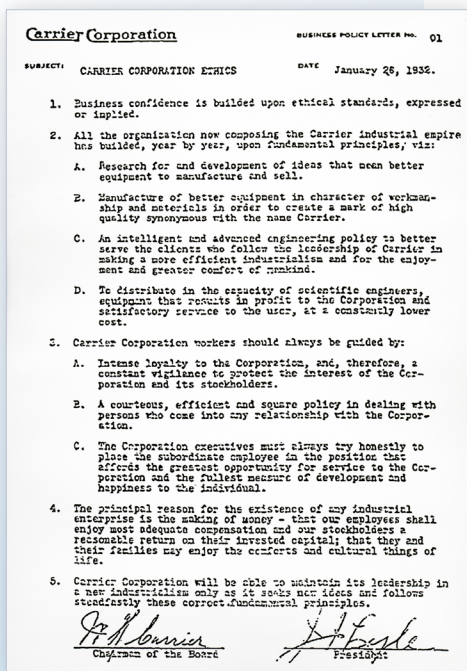 Carrier Corporation
BUSINESS POLICY LETTER NO. 01
SUBJECT: CARRIER CORPORATION ETHICS DATE January 26, 1932.
1. Business confidence is builded upon ethical standards, expressed
or implied.
2. All the organization now composing the Carrier industrial empire
has builded, year by year, upon fundamental principles, viz:
A. Research for and development of ideas that mean better
equipment to manufacture and sell.
B. Manufacture of better equipment in character of workman-
ship and materials in order to create a mark of high
quality synonymous with the name Carrier.
C. An intelligent and advanced engineering policy to better
serve the clients who follow the leadership of Carrier in
making a more efficient industrialism and for the enjoy-
ment and greater comfort of mankind.
D. To distribute in the capacity of scientific engineers,
equipment that results in profit to the Corporation and
satisfactory service to the user, at a constantly lower
cost.
3. Carrier Corporation workers should always be guided by:
A. Intense loyalty to the Corporation, and, therefore, a
constant vigilance to protect the interest of the Cor-
poration and its stockholders.
B. A courteous, efficient and square policy in dealing with
persons who come into any relationship with the Corpor-
ation.
C. The Corporation executives must always try honestly to
place the subordinate employee in the position that
affords the greatest opportunity for service to the Cor-
poration and the fullest measure of development and
happiness to the individual.
4. The principal reason for the existence of any industrial
enterprise is the making of money - that our employees shall
enjoy most adequate compensation and our stockholders a
reasonable return on their invested capital; that they and
their families may enjoy the comforts and cultural things of
life.
5. Carrier Corporation will be able to maintain its leadership in
a new industrialism only as it seeks new ideas and follows
steadfastly these correct fundamental principles.
Carrier
Chairman of the Board President